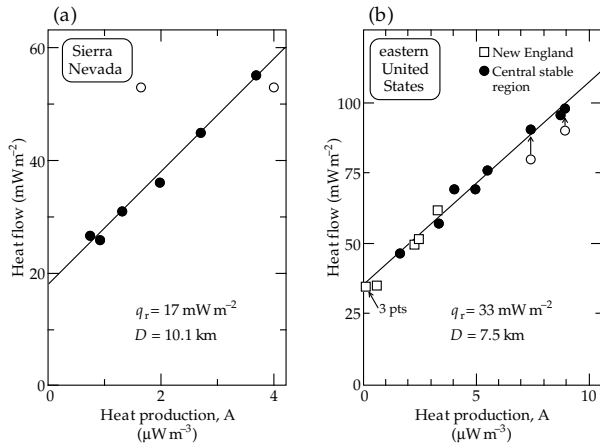 (a)
Sierra
Nevada
60
40
20
0
Heat flow (mW m⁻²)
qᵣ = 17 mW m⁻²
D = 10.1 km
0 2 4
Heat production, A
(μW m⁻³)
(b)
eastern
United
States
New England
Central stable
region
100
75
50
25
0
Heat flow (mW m⁻²)
3 pts
qᵣ = 33 mW m⁻²
D = 7.5 km
0 5 10
Heat production, A
(μW m⁻³)